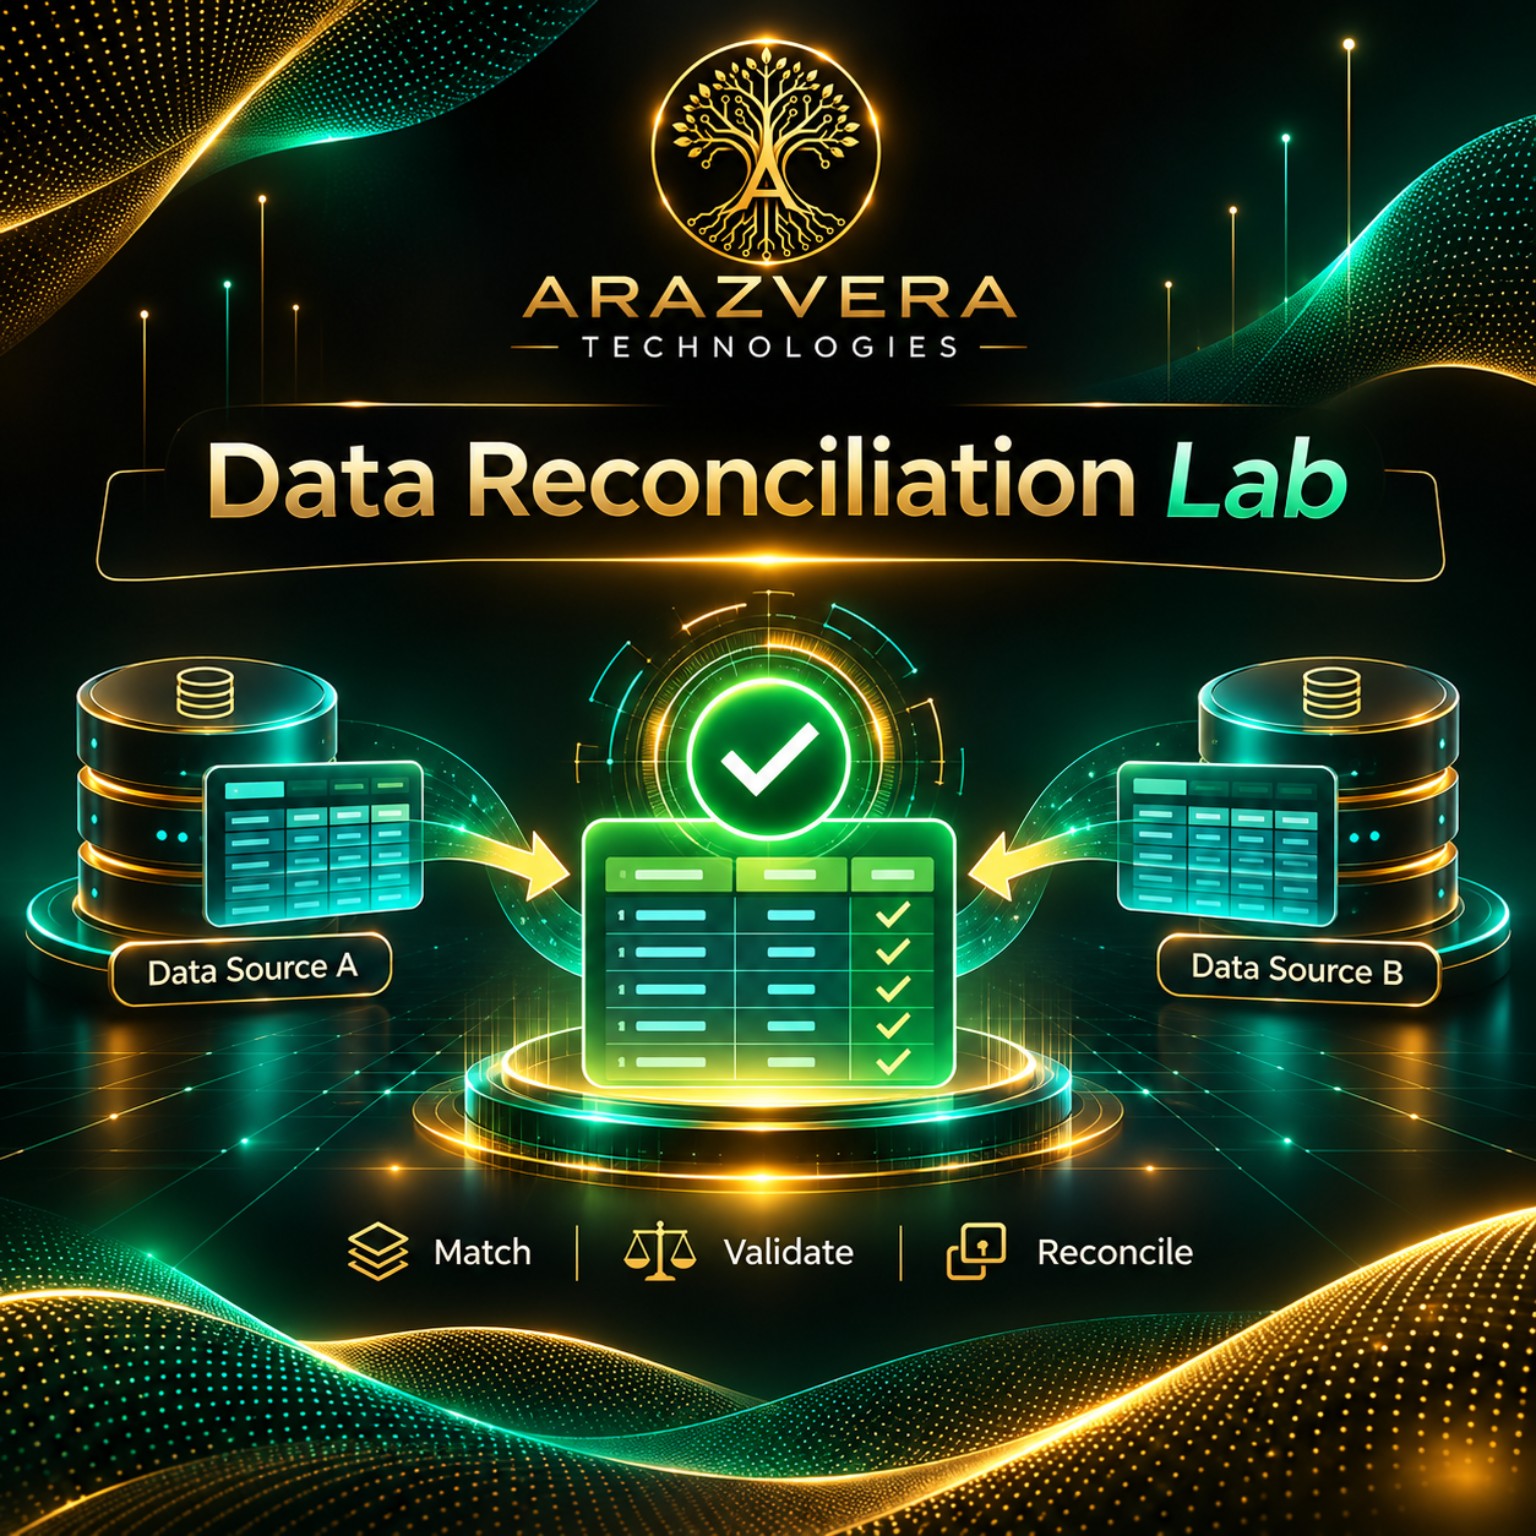 ARAZVERA
TECHNOLOGIES
Data Reconciliation Lab
Data Source A
Data Source B
Match
Validate
Reconcile